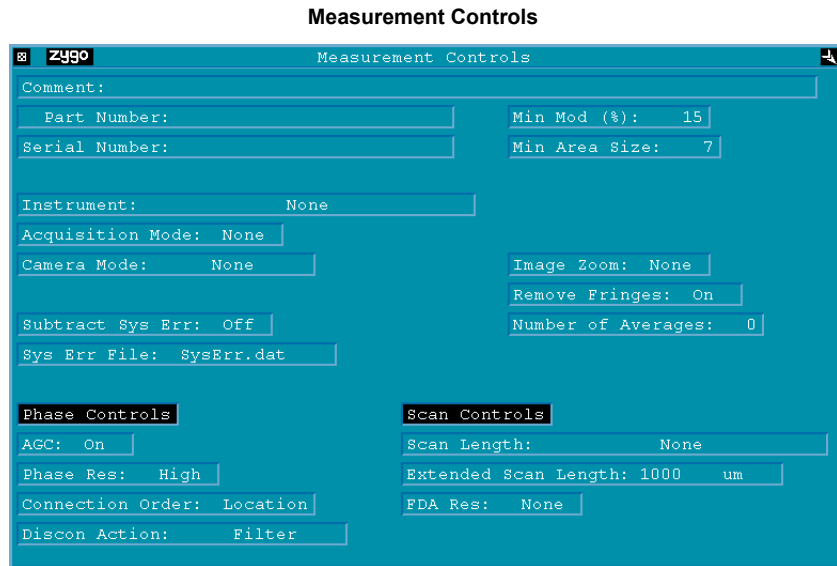 Measurement Controls
zygo Measurement Controls
Comment:
Part Number: Min Mod (%): 15
Serial Number: Min Area Size: 7
Instrument: None
Acquisition Mode: None
Camera Mode: None Image Zoom: None
Remove Fringes: On
Subtract Sys Err: Off Number of Averages: 0
Sys Err File: SysErr.dat
Phase Controls Scan Controls
AGC: On Scan Length: None
Phase Res: High Extended Scan Length: 1000 um
Connection Order: Location FDA Res: None
Discon Action: Filter